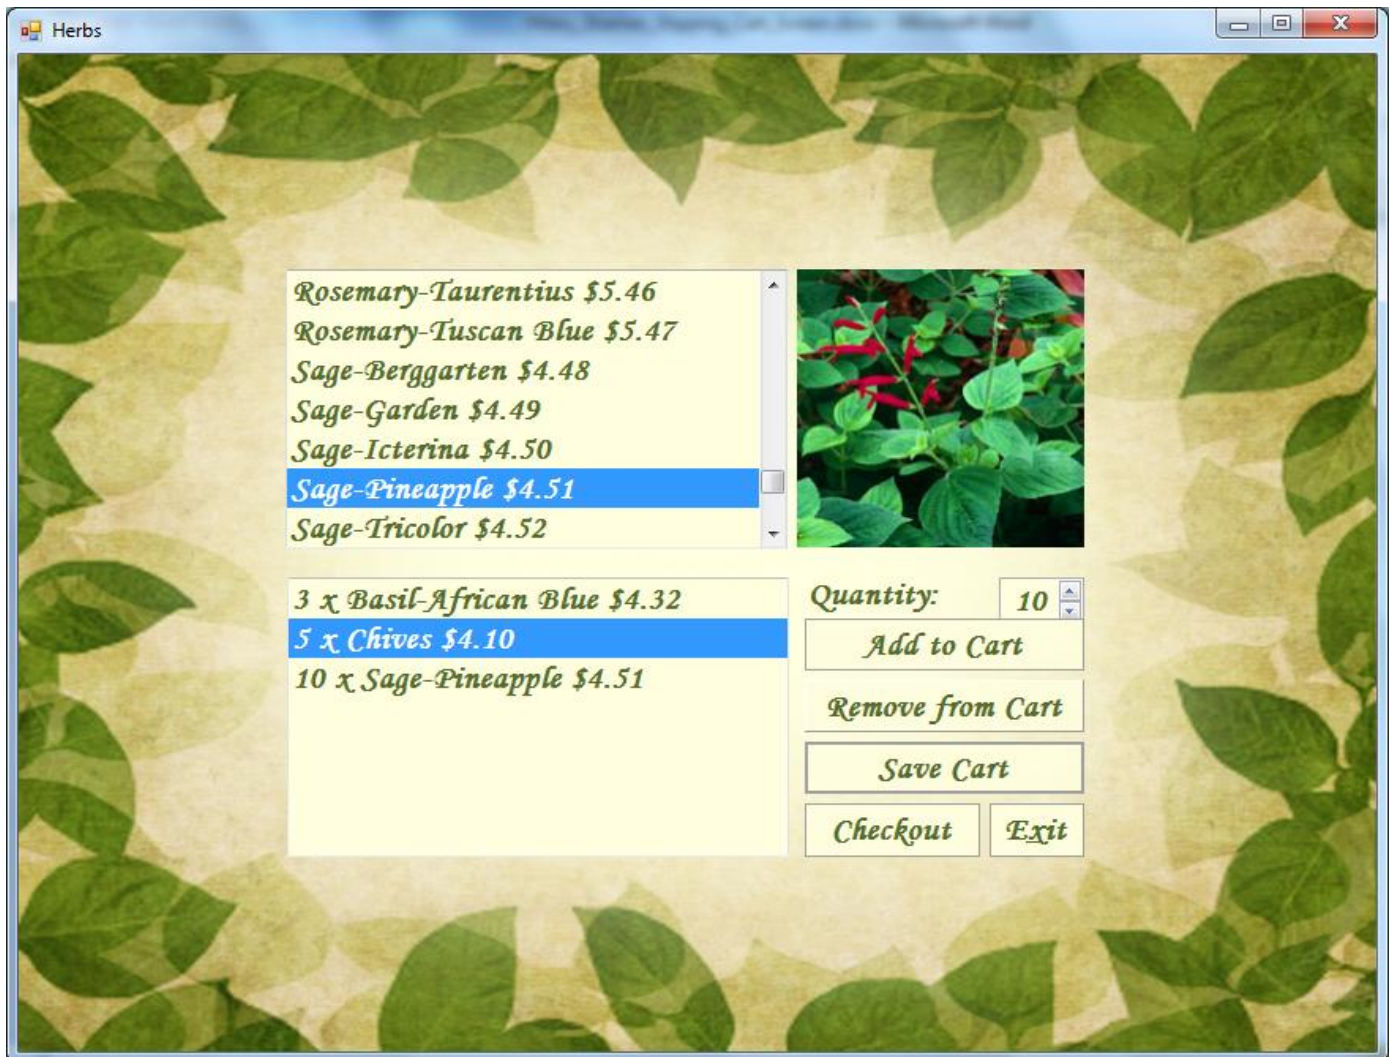 Herbs
Rosemary-Taurentius $5.46
Rosemary-Tuscan Blue $5.47
Sage-Berggarten $4.48
Sage-Garden $4.49
Sage-Icterina $4.50
Sage-Pineapple $4.51
Sage-Tricolor $4.52
3 x Basil-African Blue $4.32
5 x Chives $4.10
10 x Sage-Pineapple $4.51
Quantity: 10
Add to Cart
Remove from Cart
Save Cart
Checkout Exit